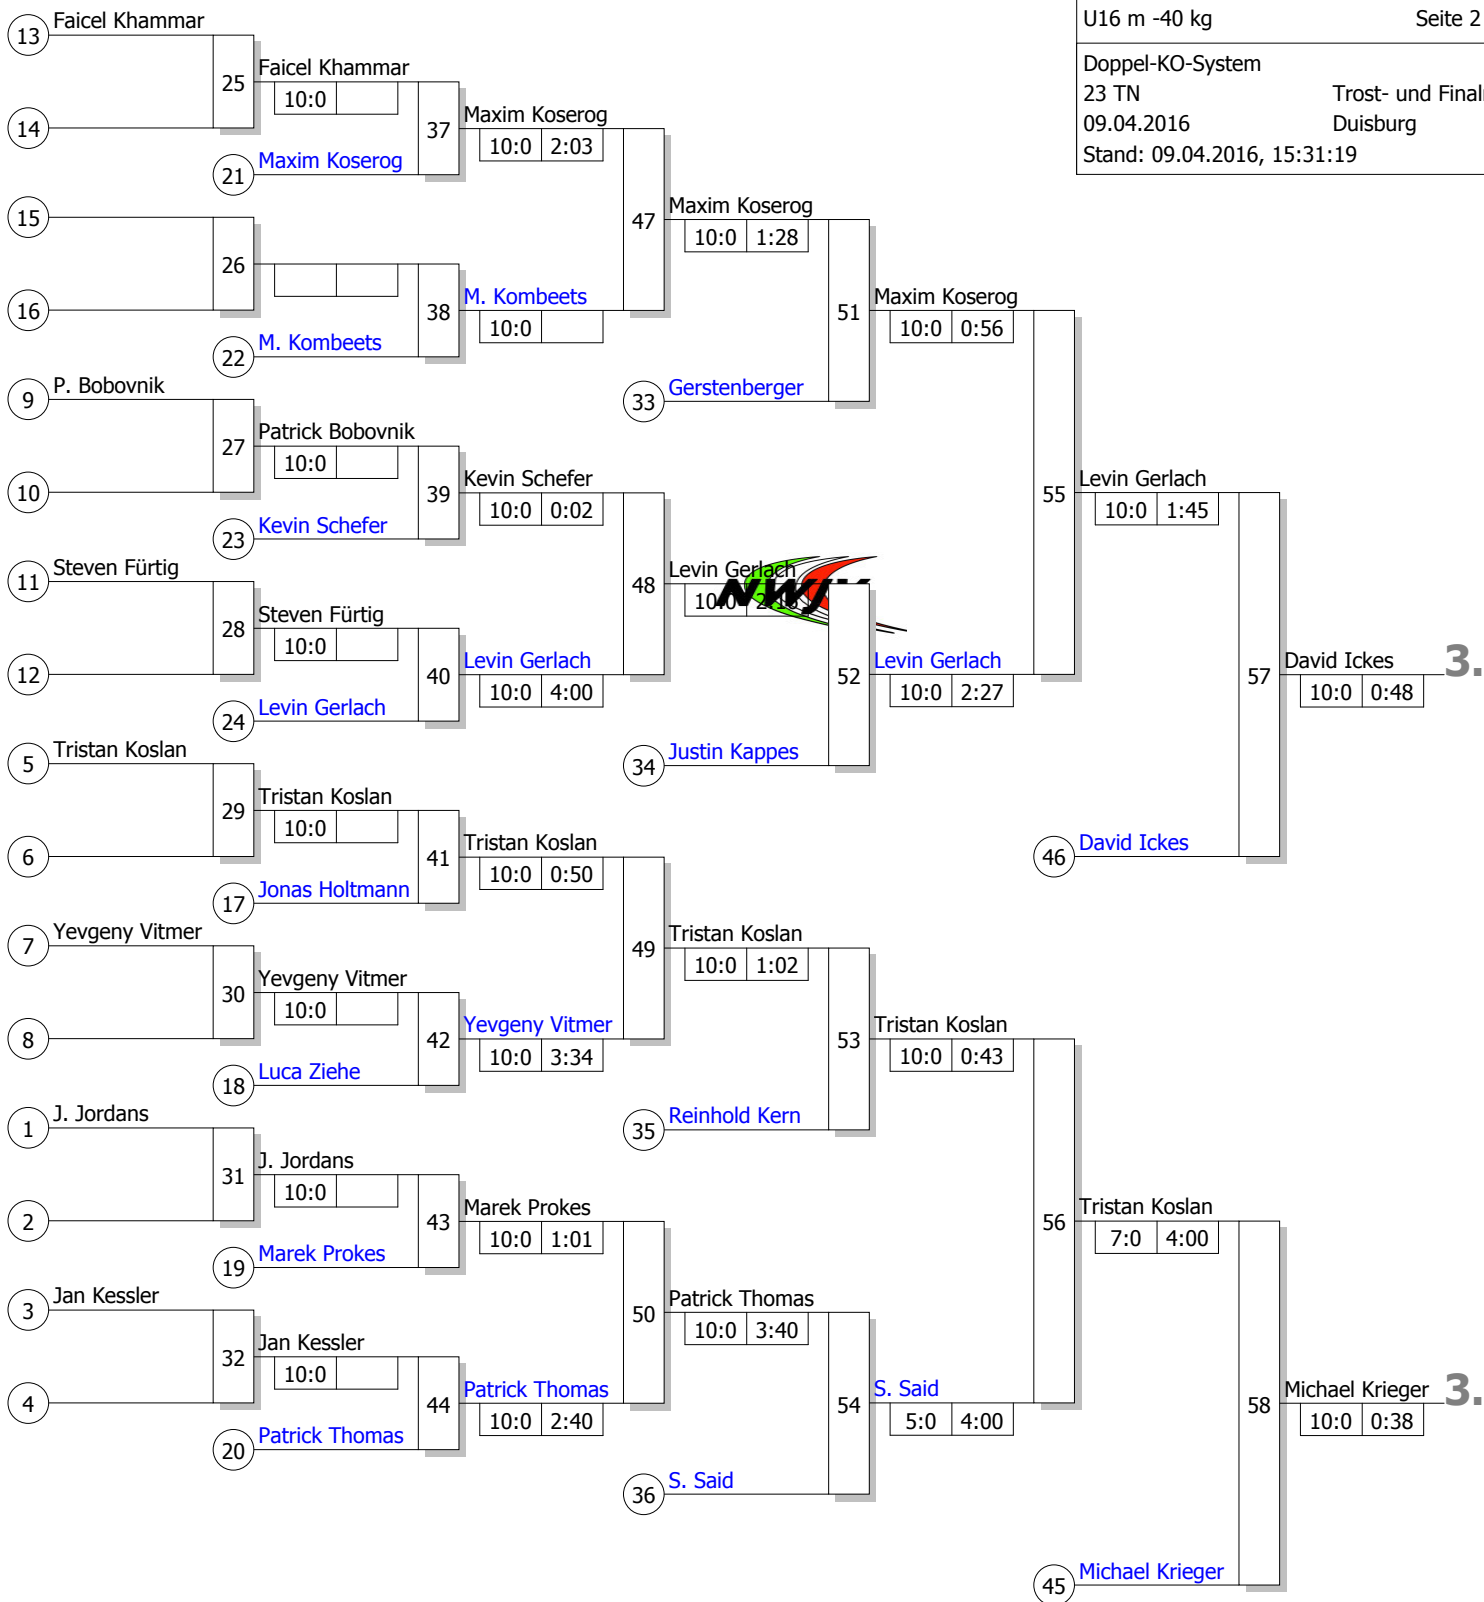 U16 m -40 kg Seite 2
Doppel-KO-System
23 TN Trost- und Final
09.04.2016 Duisburg
Stand: 09.04.2016, 15:31:19
13 Faicel Khammar
14
25 Faicel Khammar
10:0
21 Maxim Koserog
37 Maxim Koserog
10:0 2:03
15
16
26
22 M. Kombeets
38 M. Kombeets
10:0
47 Maxim Koserog
10:0 1:28
33 Gerstenberger
51 Maxim Koserog
10:0 0:56
9 P. Bobovnik
10
27 Patrick Bobovnik
10:0
23 Kevin Schefer
39 Kevin Schefer
10:0 0:02
11 Steven Fürtig
12
28 Steven Fürtig
10:0
24 Levin Gerlach
40 Levin Gerlach
10:0 4:00
48 Levin Gerlach
10:0
34 Justin Kappes
52 Levin Gerlach
10:0 2:27
55 Levin Gerlach
10:0 1:45
46 David Ickes
57 David Ickes 3.
10:0 0:48
5 Tristan Koslan
6
29 Tristan Koslan
10:0
17 Jonas Holtmann
41 Tristan Koslan
10:0 0:50
7 Yevgeny Vitmer
8
30 Yevgeny Vitmer
10:0
18 Luca Ziehe
42 Yevgeny Vitmer
10:0 3:34
49 Tristan Koslan
10:0 1:02
35 Reinhold Kern
53 Tristan Koslan
10:0 0:43
1 J. Jordans
2
31 J. Jordans
10:0
19 Marek Prokes
43 Marek Prokes
10:0 1:01
3 Jan Kessler
4
32 Jan Kessler
10:0
20 Patrick Thomas
44 Patrick Thomas
10:0 2:40
50 Patrick Thomas
10:0 3:40
36 S. Said
54 S. Said
5:0 4:00
56 Tristan Koslan
7:0 4:00
45 Michael Krieger
58 Michael Krieger 3.
10:0 0:38